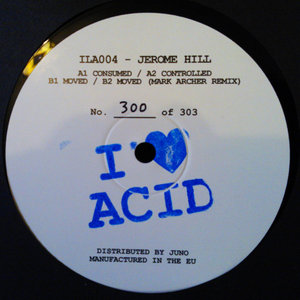 ILA004 - JEROME HILL
A1 CONSUMED / A2 CONTROLLED
B1 MOVED / B2 MOVED (MARK ARCHER REMIX)
No. 300 of 303
I
ACID
DISTRIBUTED BY JUNO
MANUFACTURED IN THE EU